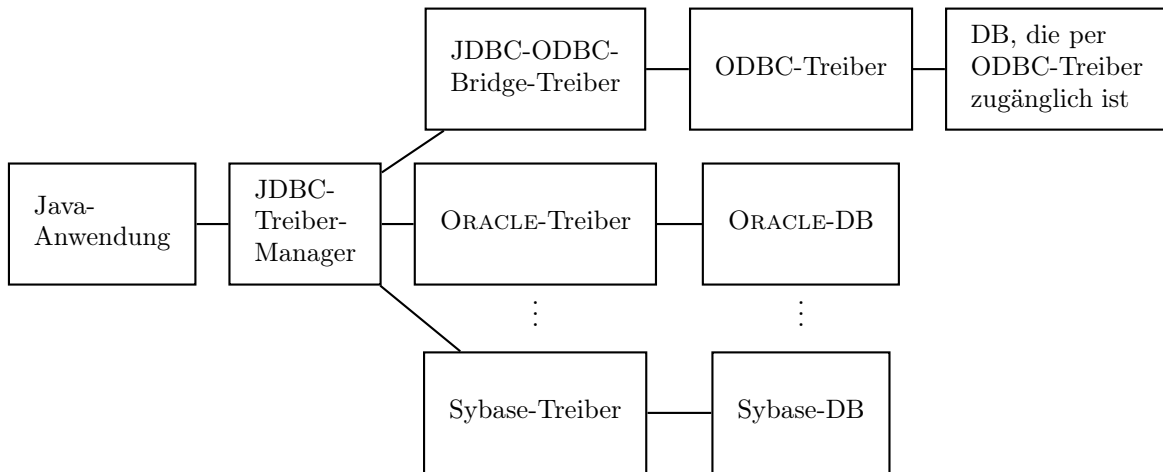 JDBC-ODBC-
Bridge-Treiber
ODBC-Treiber
DB, die per
ODBC-Treiber
zugänglich ist
Java-
Anwendung
JDBC-
Treiber-
Manager
ORACLE-Treiber
ORACLE-DB
⋮
⋮
Sybase-Treiber
Sybase-DB